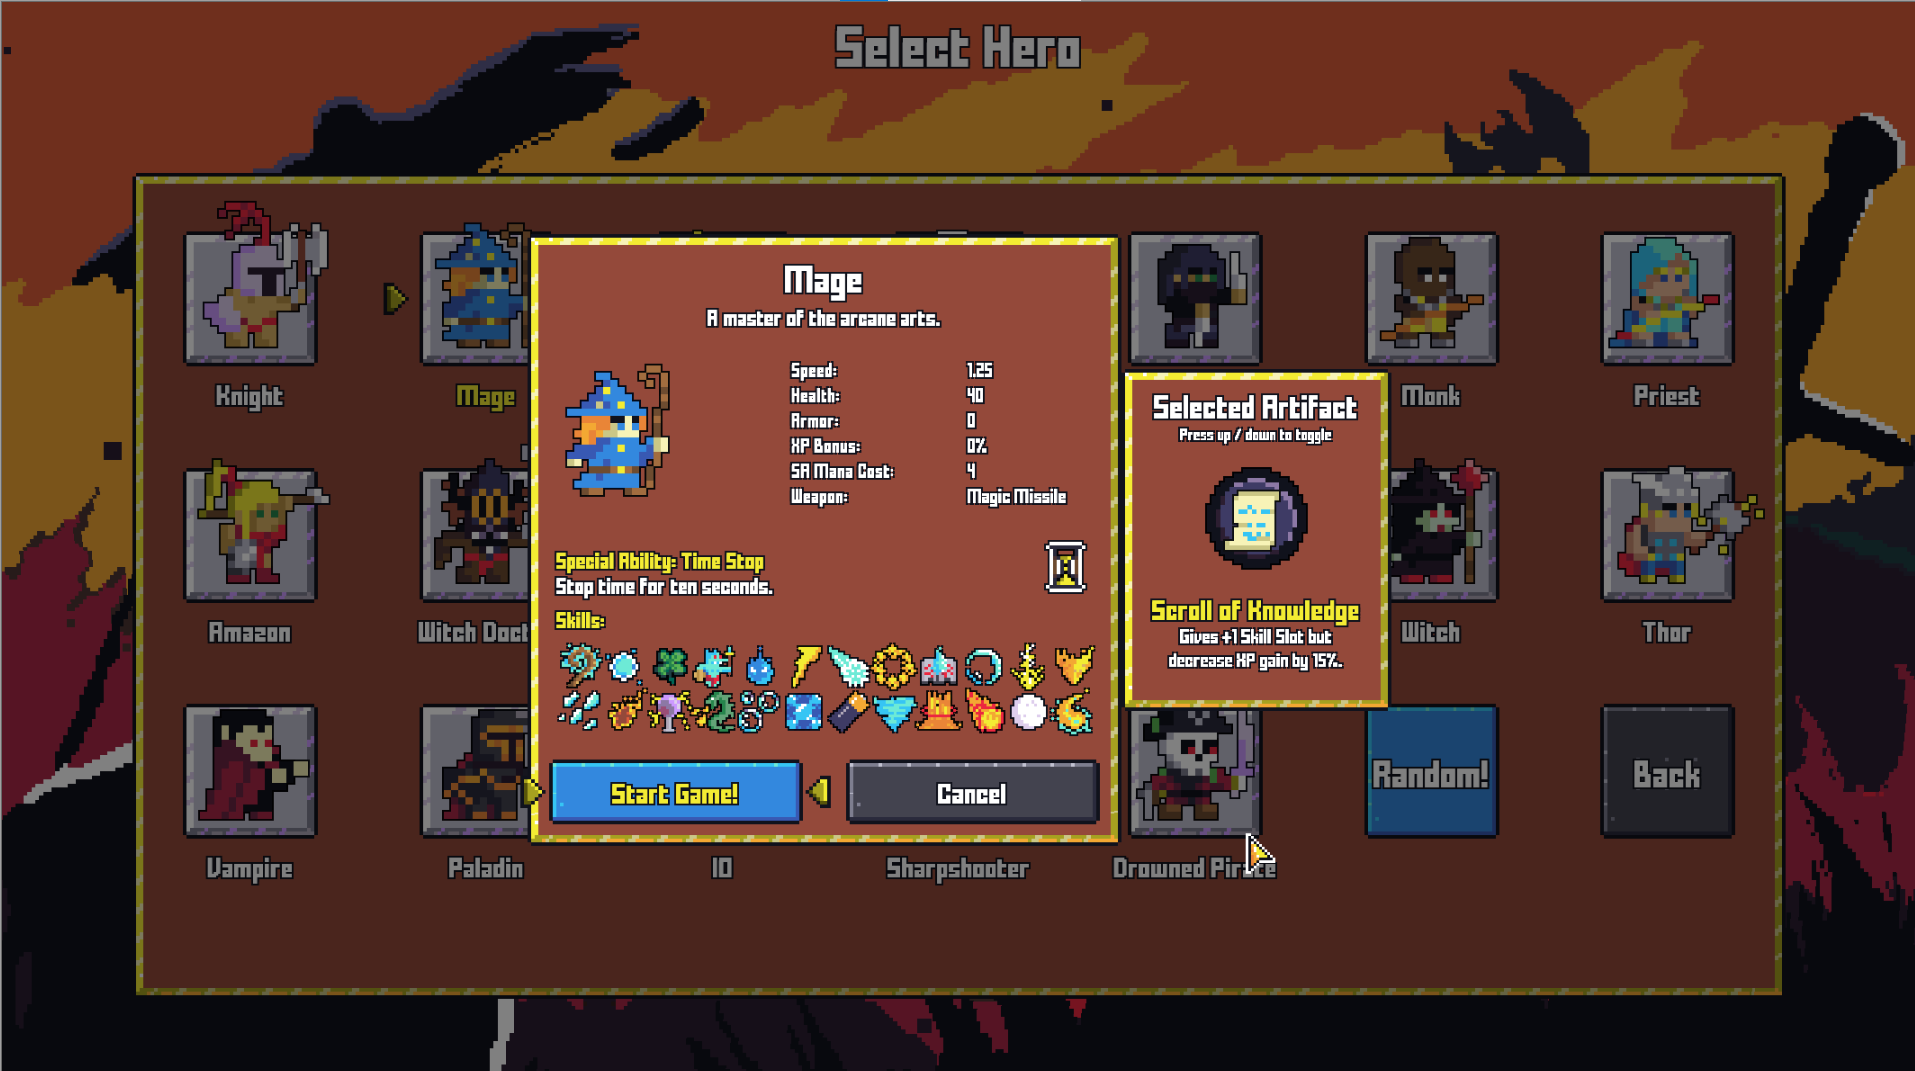 Select Hero
Knight
Mage
Monk
Priest
Amazon
Witch Doct
Witch
Thor
Vampire
Paladin
IO
Sharpshooter
Drowned Pirate
Random!
Back
Mage
A master of the arcane arts.
Speed: 1.25
Health: 40
Armor: 0
XP Bonus: 0%
SA Mana Cost: 4
Weapon: Magic Missile
Special Ability: Time Stop
Stop time for ten seconds.
Skills:
Start Game!
Cancel
Selected Artifact
Press up / down to toggle
Scroll of Knowledge
Gives +1 Skill Slot but
decrease XP gain by 15%.